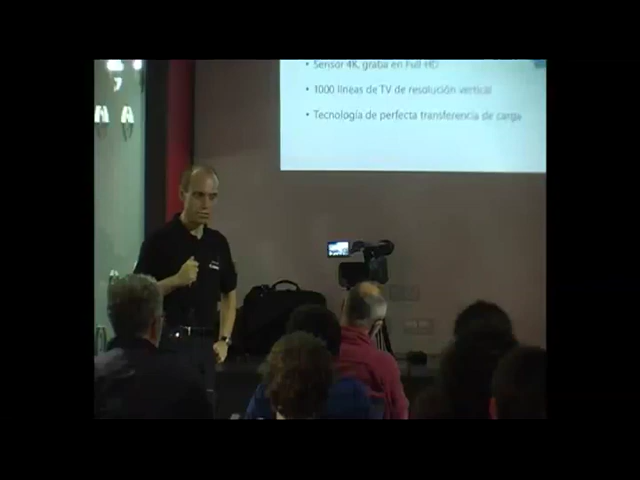 • Sensor 4K, graba en Full HD
• 1000 líneas de TV de resolución vertical
• Tecnología de perfecta transferencia de carga
N A